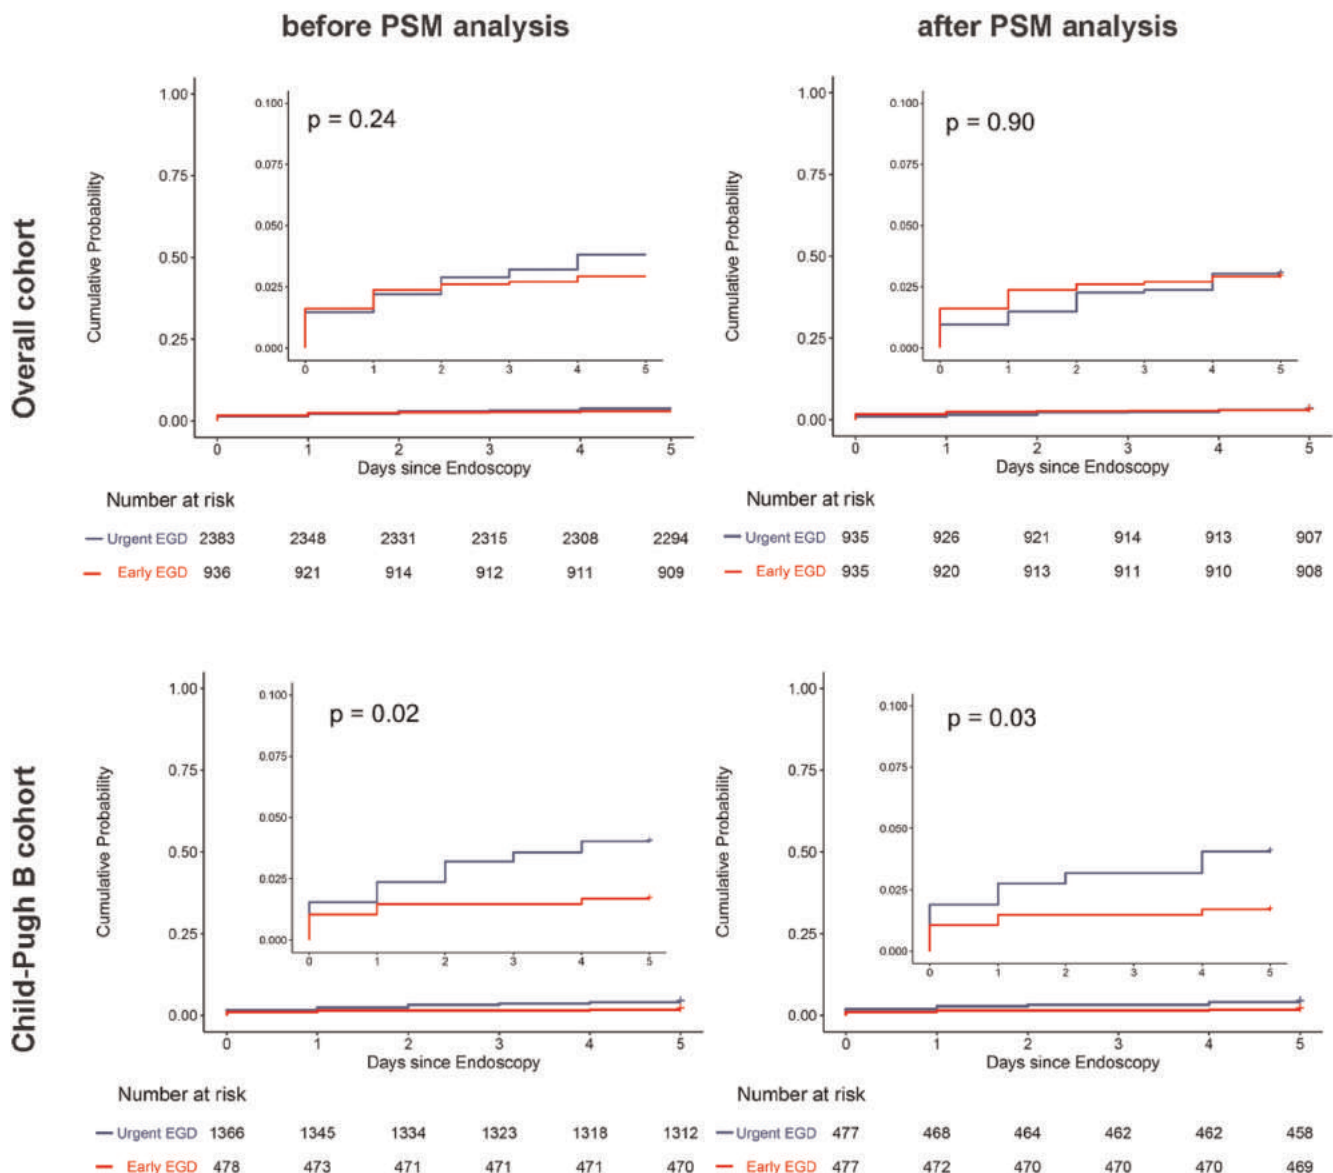 before PSM analysis
after PSM analysis
Overall cohort
Cumulative Probability
1.00
0.75
0.50
0.25
0.00
p = 0.24
0.100
0.075
0.050
0.025
0.000
0 1 2 3 4 5
0 1 2 3 4 5
Days since Endoscopy
Number at risk
Urgent EGD 2383 2348 2331 2315 2308 2294
Early EGD 936 921 914 912 911 909
Cumulative Probability
1.00
0.75
0.50
0.25
0.00
p = 0.90
0.100
0.075
0.050
0.025
0.000
0 1 2 3 4 5
0 1 2 3 4 5
Days since Endoscopy
Number at risk
Urgent EGD 935 926 921 914 913 907
Early EGD 935 920 913 911 910 908
Child-Pugh B cohort
Cumulative Probability
1.00
0.75
0.50
0.25
0.00
p = 0.02
0.100
0.075
0.050
0.025
0.000
0 1 2 3 4 5
0 1 2 3 4 5
Days since Endoscopy
Number at risk
Urgent EGD 1366 1345 1334 1323 1318 1312
Early EGD 478 473 471 471 471 470
Cumulative Probability
1.00
0.75
0.50
0.25
0.00
p = 0.03
0.100
0.075
0.050
0.025
0.000
0 1 2 3 4 5
0 1 2 3 4 5
Days since Endoscopy
Number at risk
Urgent EGD 477 468 464 462 462 458
Early EGD 477 472 470 470 470 469